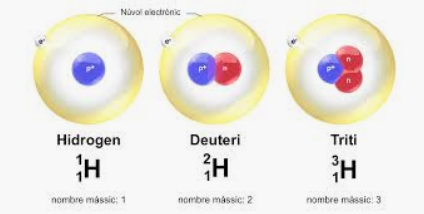 Núvol electrònic
e⁻ e⁻ e⁻
p⁺ p⁺ n p⁺ n n
Hidrogen Deuteri Triti
¹₁H ²₁H ³₁H
nombre màssic: 1 nombre màssic: 2 nombre màssic: 3